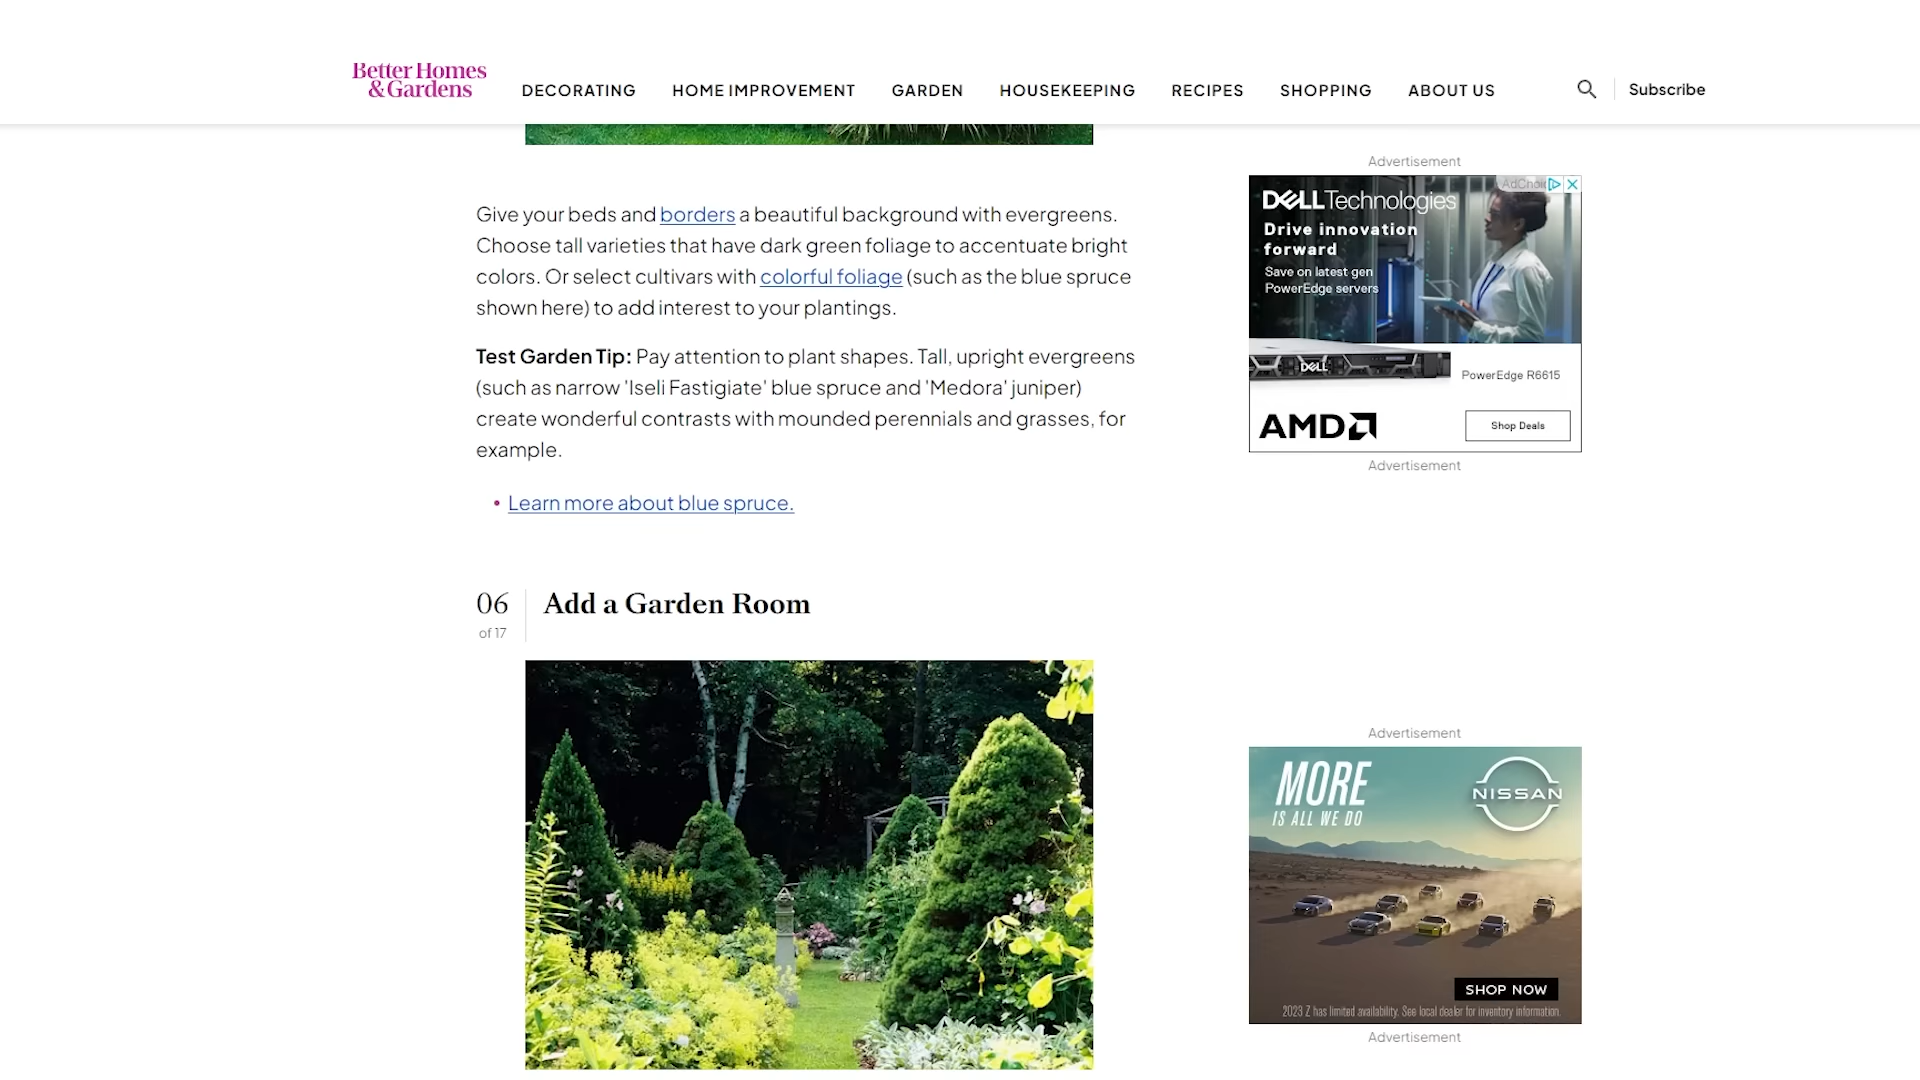 Better Homes
& Gardens
DECORATING
HOME IMPROVEMENT
GARDEN
HOUSEKEEPING
RECIPES
SHOPPING
ABOUT US
Subscribe
Give your beds and borders a beautiful background with evergreens.
Choose tall varieties that have dark green foliage to accentuate bright
colors. Or select cultivars with colorful foliage (such as the blue spruce
shown here) to add interest to your plantings.
Test Garden Tip: Pay attention to plant shapes. Tall, upright evergreens
(such as narrow 'Iseli Fastigiate' blue spruce and 'Medora' juniper)
create wonderful contrasts with mounded perennials and grasses, for
example.
• Learn more about blue spruce.
06
of 17
Add a Garden Room
Advertisement
AdChoi
DELL Technologies
Drive innovation
forward
Save on latest gen
PowerEdge servers
DELL
PowerEdge R6615
AMD
Shop Deals
Advertisement
Advertisement
MORE
IS ALL WE DO
NISSAN
SHOP NOW
2023 Z has limited availability. See local dealer for inventory information.
Advertisement